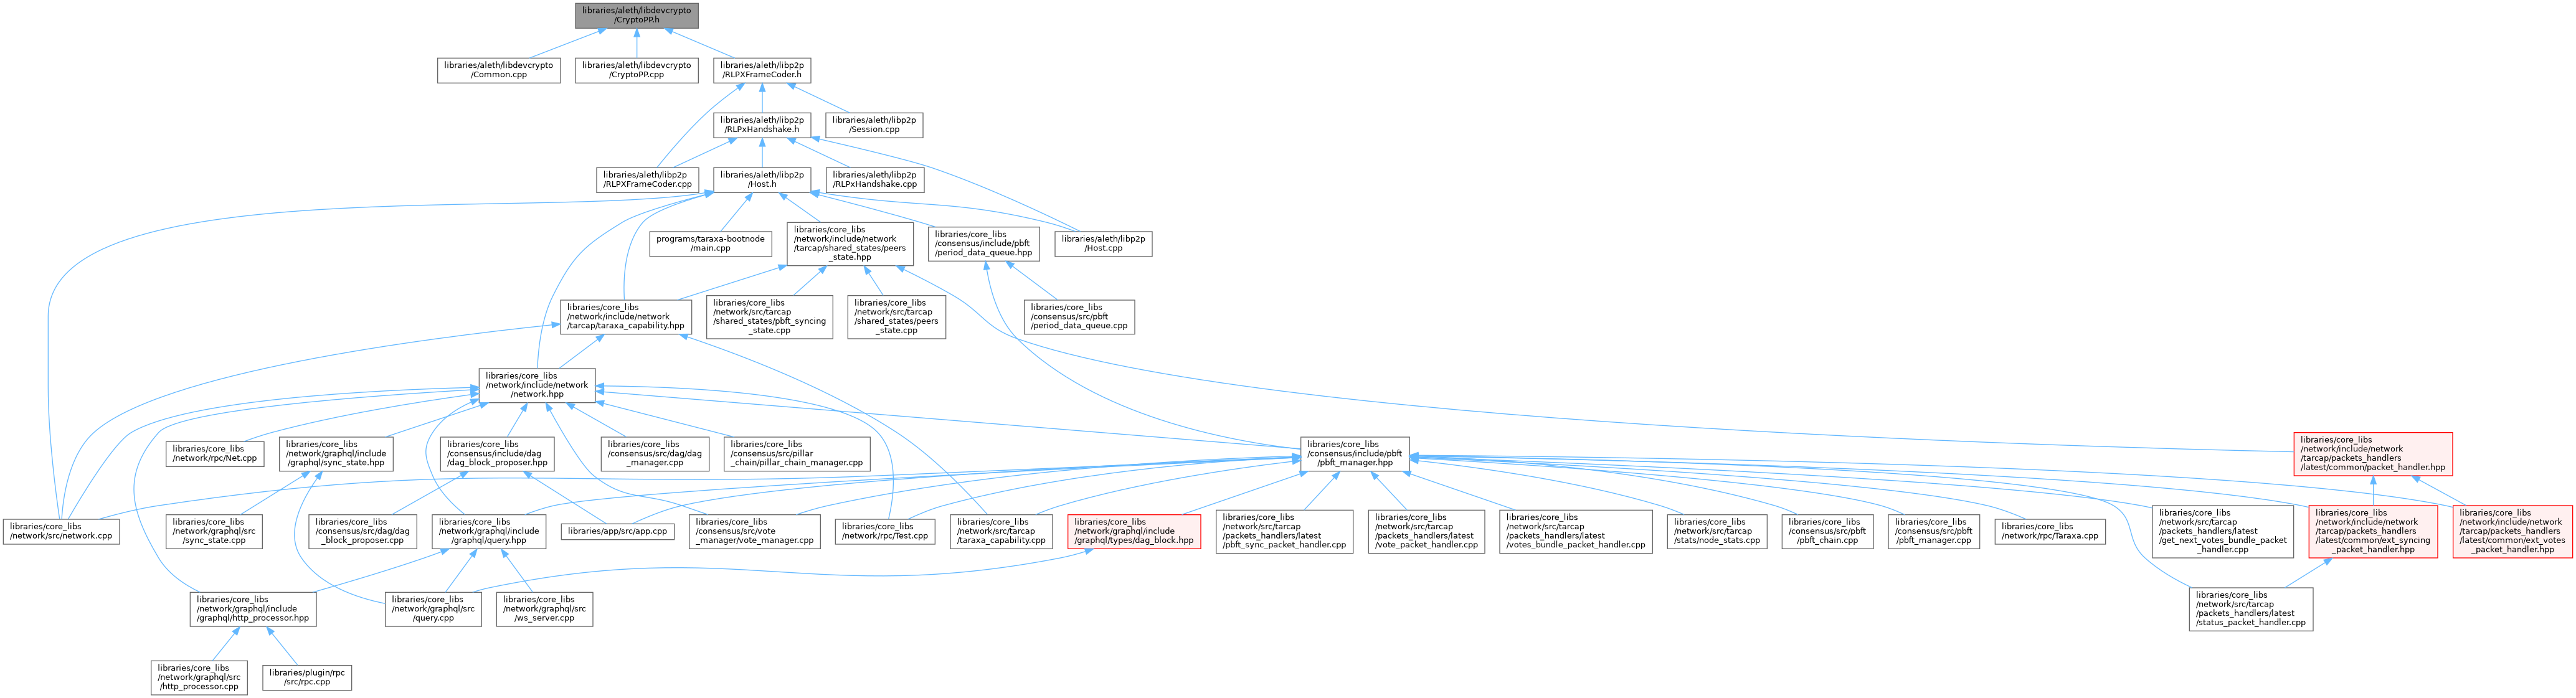 libraries/aleth/libdevcrypto
/CryptoPP.h
libraries/aleth/libdevcrypto
/Common.cpp
libraries/aleth/libdevcrypto
/CryptoPP.cpp
libraries/aleth/libp2p
/RLPXFrameCoder.h
libraries/aleth/libp2p
/RLPxHandshake.h
libraries/aleth/libp2p
/Session.cpp
libraries/aleth/libp2p
/RLPXFrameCoder.cpp
libraries/aleth/libp2p
/Host.h
libraries/aleth/libp2p
/RLPxHandshake.cpp
programs/taraxa-bootnode
/main.cpp
libraries/core_libs
/network/include/network
/tarcap/shared_states/peers
_state.hpp
libraries/core_libs
/consensus/include/pbft
/period_data_queue.hpp
libraries/aleth/libp2p
/Host.cpp
libraries/core_libs
/network/include/network
/tarcap/taraxa_capability.hpp
libraries/core_libs
/network/src/tarcap
/shared_states/pbft_syncing
_state.cpp
libraries/core_libs
/network/src/tarcap
/shared_states/peers
_state.cpp
libraries/core_libs
/consensus/src/pbft
/period_data_queue.cpp
libraries/core_libs
/network/include/network
/network.hpp
libraries/core_libs
/network/rpc/Net.cpp
libraries/core_libs
/network/graphql/include
/graphql/sync_state.hpp
libraries/core_libs
/consensus/include/dag
/dag_block_proposer.hpp
libraries/core_libs
/consensus/src/dag/dag
_manager.cpp
libraries/core_libs
/consensus/src/pillar
_chain/pillar_chain_manager.cpp
libraries/core_libs
/consensus/include/pbft
/pbft_manager.hpp
libraries/core_libs
/network/include/network
/tarcap/packets_handlers
/latest/common/packet_handler.hpp
libraries/core_libs
/network/src/network.cpp
libraries/core_libs
/network/graphql/src
/sync_state.cpp
libraries/core_libs
/consensus/src/dag/dag
_block_proposer.cpp
libraries/core_libs
/network/graphql/include
/graphql/query.hpp
libraries/app/src/app.cpp
libraries/core_libs
/consensus/src/vote
_manager/vote_manager.cpp
libraries/core_libs
/network/rpc/Test.cpp
libraries/core_libs
/network/src/tarcap
/taraxa_capability.cpp
libraries/core_libs
/network/graphql/include
/graphql/types/dag_block.hpp
libraries/core_libs
/network/src/tarcap
/packets_handlers/latest
/pbft_sync_packet_handler.cpp
libraries/core_libs
/network/src/tarcap
/packets_handlers/latest
/vote_packet_handler.cpp
libraries/core_libs
/network/src/tarcap
/packets_handlers/latest
/votes_bundle_packet_handler.cpp
libraries/core_libs
/network/src/tarcap
/stats/node_stats.cpp
libraries/core_libs
/consensus/src/pbft
/pbft_chain.cpp
libraries/core_libs
/consensus/src/pbft
/pbft_manager.cpp
libraries/core_libs
/network/rpc/Taraxa.cpp
libraries/core_libs
/network/src/tarcap
/packets_handlers/latest
/get_next_votes_bundle_packet
_handler.cpp
libraries/core_libs
/network/include/network
/tarcap/packets_handlers
/latest/common/ext_syncing
_packet_handler.hpp
libraries/core_libs
/network/include/network
/tarcap/packets_handlers
/latest/common/ext_votes
_packet_handler.hpp
libraries/core_libs
/network/graphql/include
/graphql/http_processor.hpp
libraries/core_libs
/network/graphql/src
/query.cpp
libraries/core_libs
/network/graphql/src
/ws_server.cpp
libraries/core_libs
/network/src/tarcap
/packets_handlers/latest
/status_packet_handler.cpp
libraries/core_libs
/network/graphql/src
/http_processor.cpp
libraries/plugin/rpc
/src/rpc.cpp